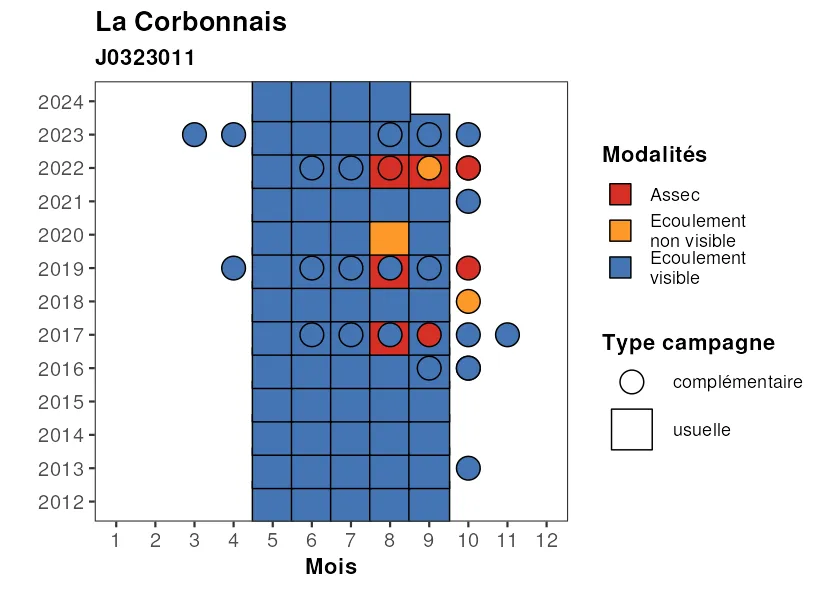 La Corbonnais
J0323011
2024
2023
2022
2021
2020
2019
2018
2017
2016
2015
2014
2013
2012
1 2 3 4 5 6 7 8 9 10 11 12
Mois
Modalités
Assec
Ecoulement
non visible
Ecoulement
visible
Type campagne
complémentaire
usuelle